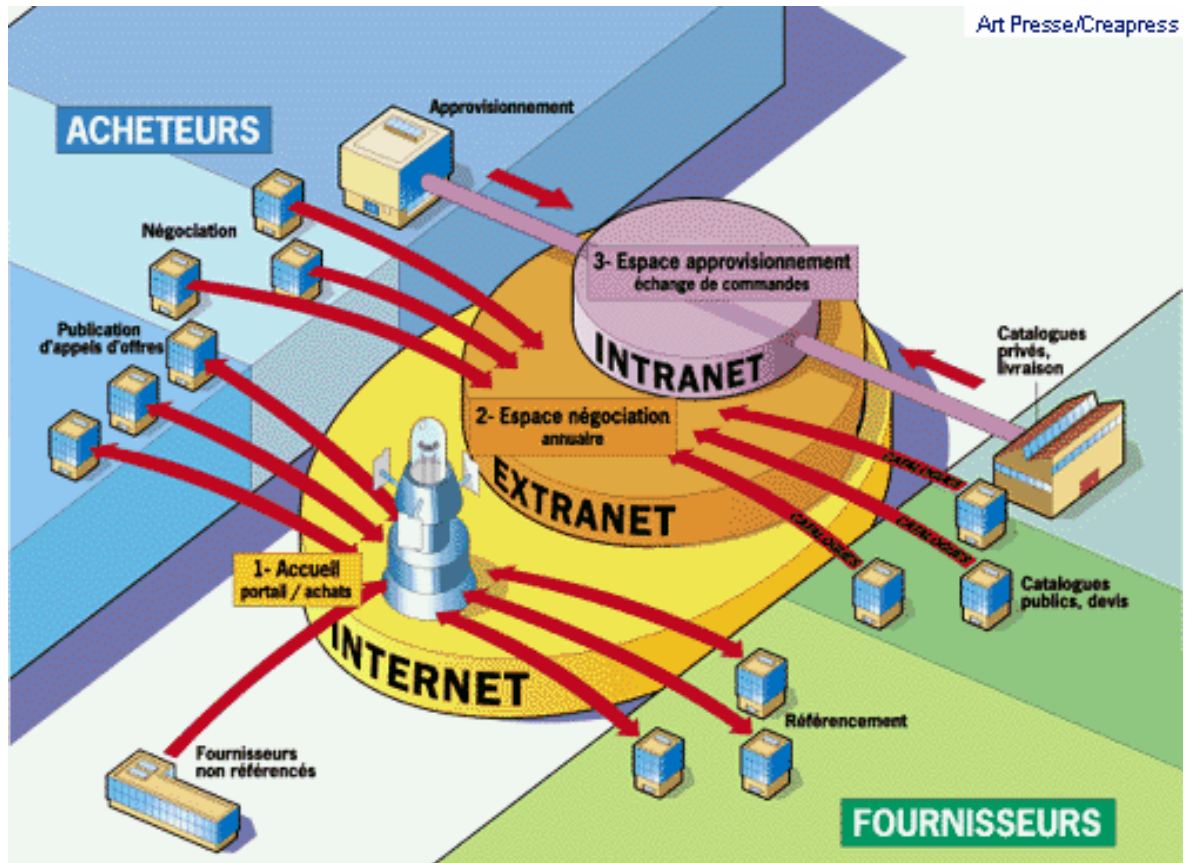 Art Presse/Creapress
ACHETEURS
Approvisionnement
Négociation
Publication
d'appels d'offres
3- Espace approvisionnement
échange de commandes
INTRANET
Catalogues
privés,
livraison
2- Espace négociation
annuaire
EXTRANET
CATALOGUES
CATALOGUES
CATALOGUES
Catalogues
publics, devis
1- Accueil
portail / achats
INTERNET
Référencement
Fournisseurs
non référencés
FOURNISSEURS